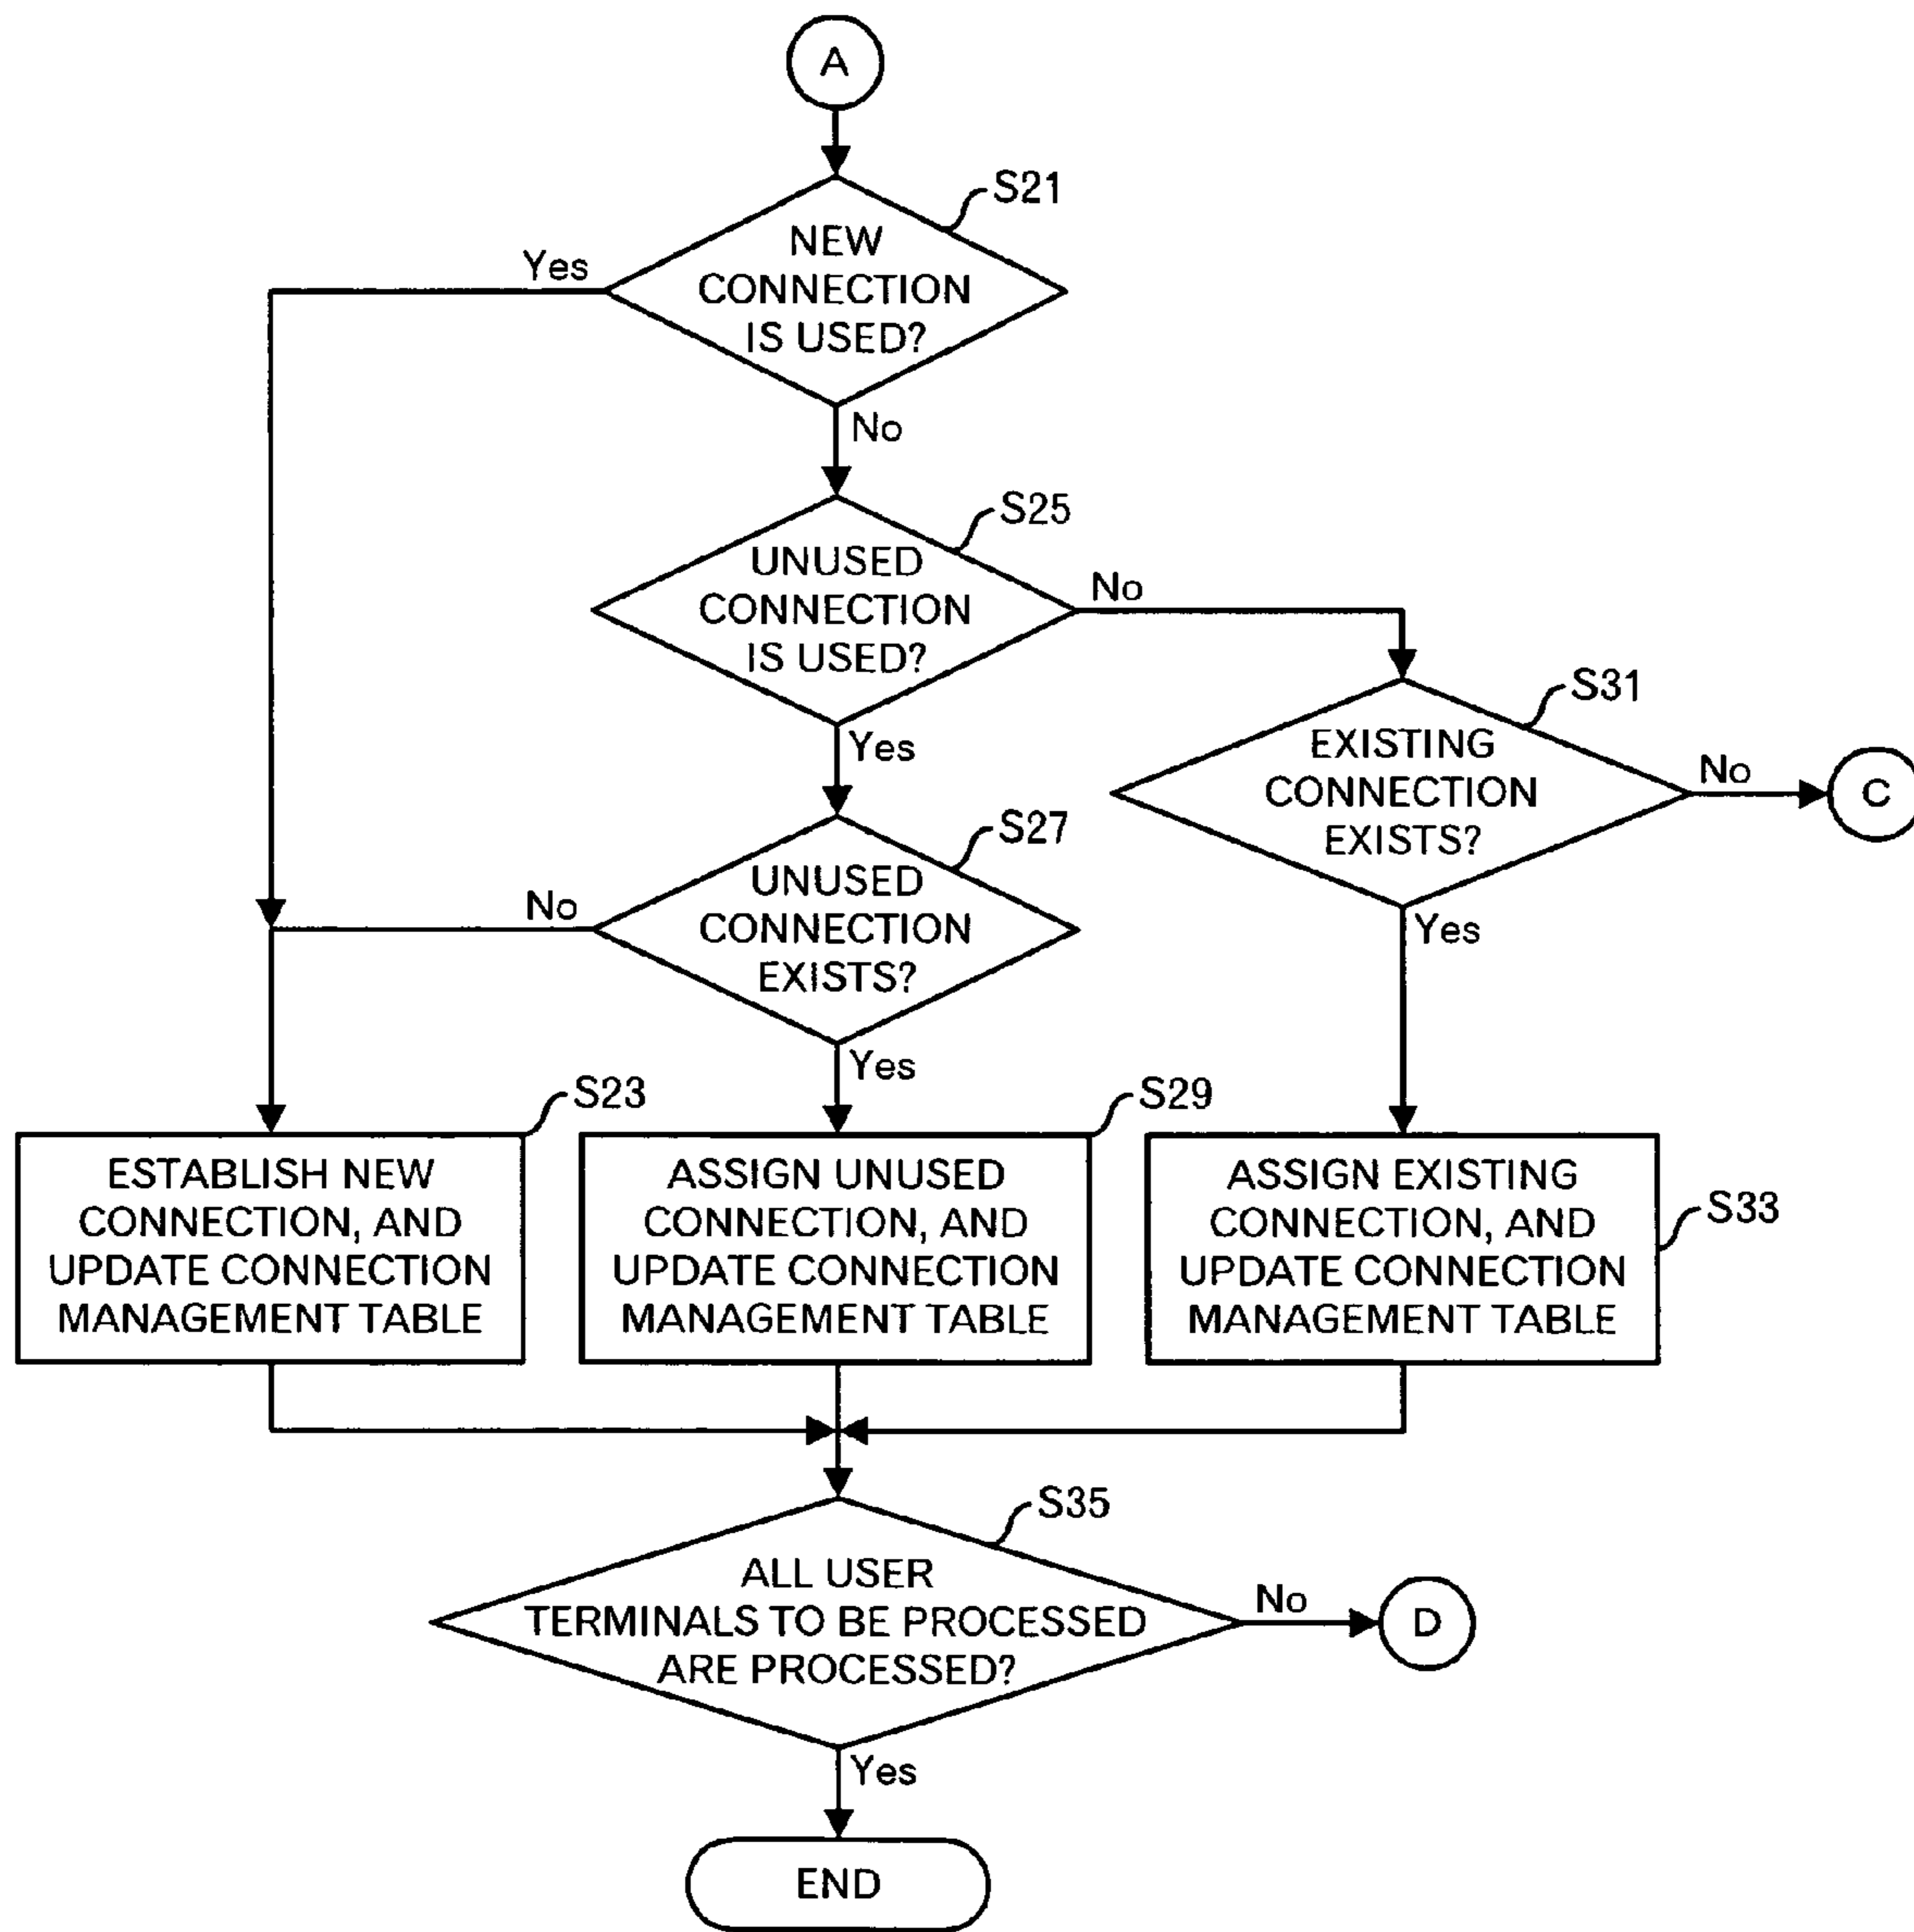 A
S21
NEW
CONNECTION
IS USED?
Yes
No
S25
UNUSED
CONNECTION
IS USED?
No
Yes
S31
EXISTING
CONNECTION
EXISTS?
No
C
Yes
S27
UNUSED
CONNECTION
EXISTS?
No
Yes
S23
ESTABLISH NEW
CONNECTION, AND
UPDATE CONNECTION
MANAGEMENT TABLE
S29
ASSIGN UNUSED
CONNECTION, AND
UPDATE CONNECTION
MANAGEMENT TABLE
ASSIGN EXISTING
CONNECTION, AND
UPDATE CONNECTION
MANAGEMENT TABLE
S33
S35
ALL USER
TERMINALS TO BE PROCESSED
ARE PROCESSED?
No
D
Yes
END